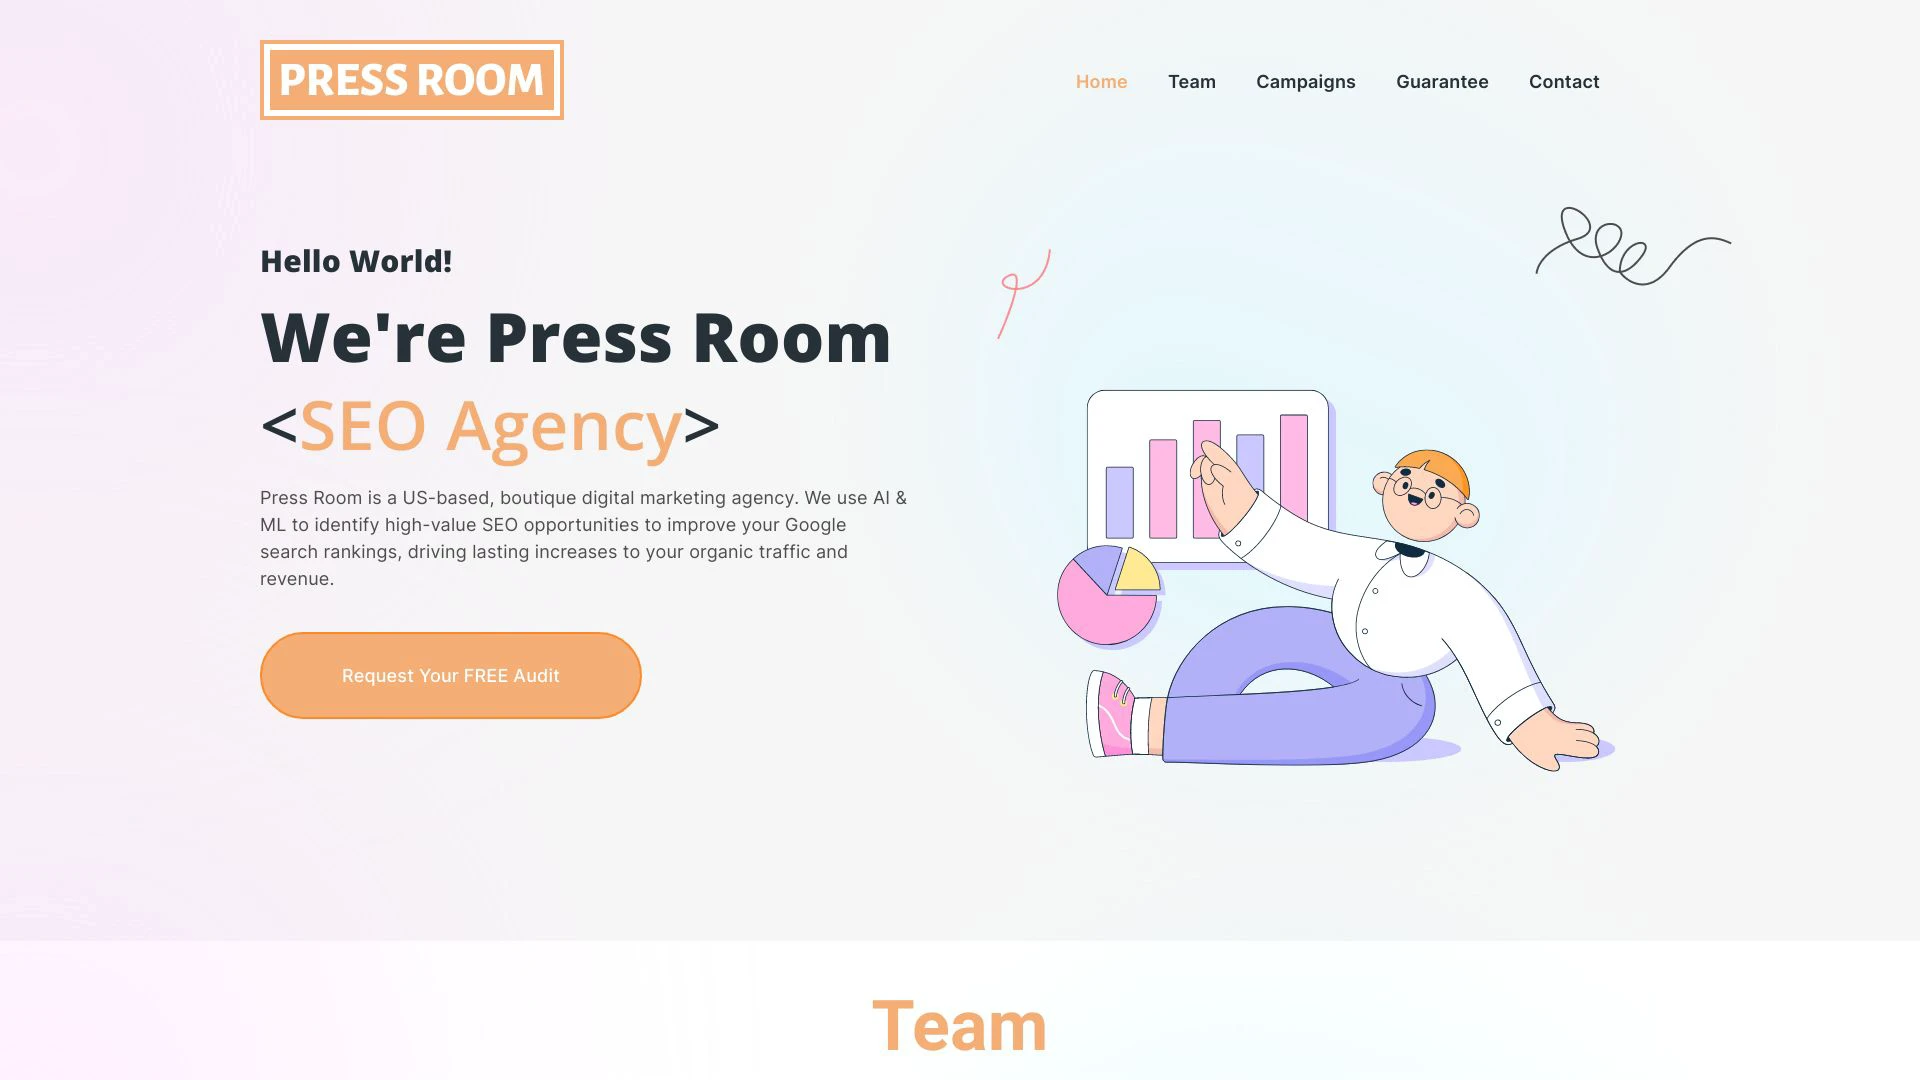 PRESS ROOM
Home Team Campaigns Guarantee Contact
Hello World!
We're Press Room
<SEO Agency>
Press Room is a US-based, boutique digital marketing agency. We use AI &
ML to identify high-value SEO opportunities to improve your Google
search rankings, driving lasting increases to your organic traffic and
revenue.
Request Your FREE Audit
Team